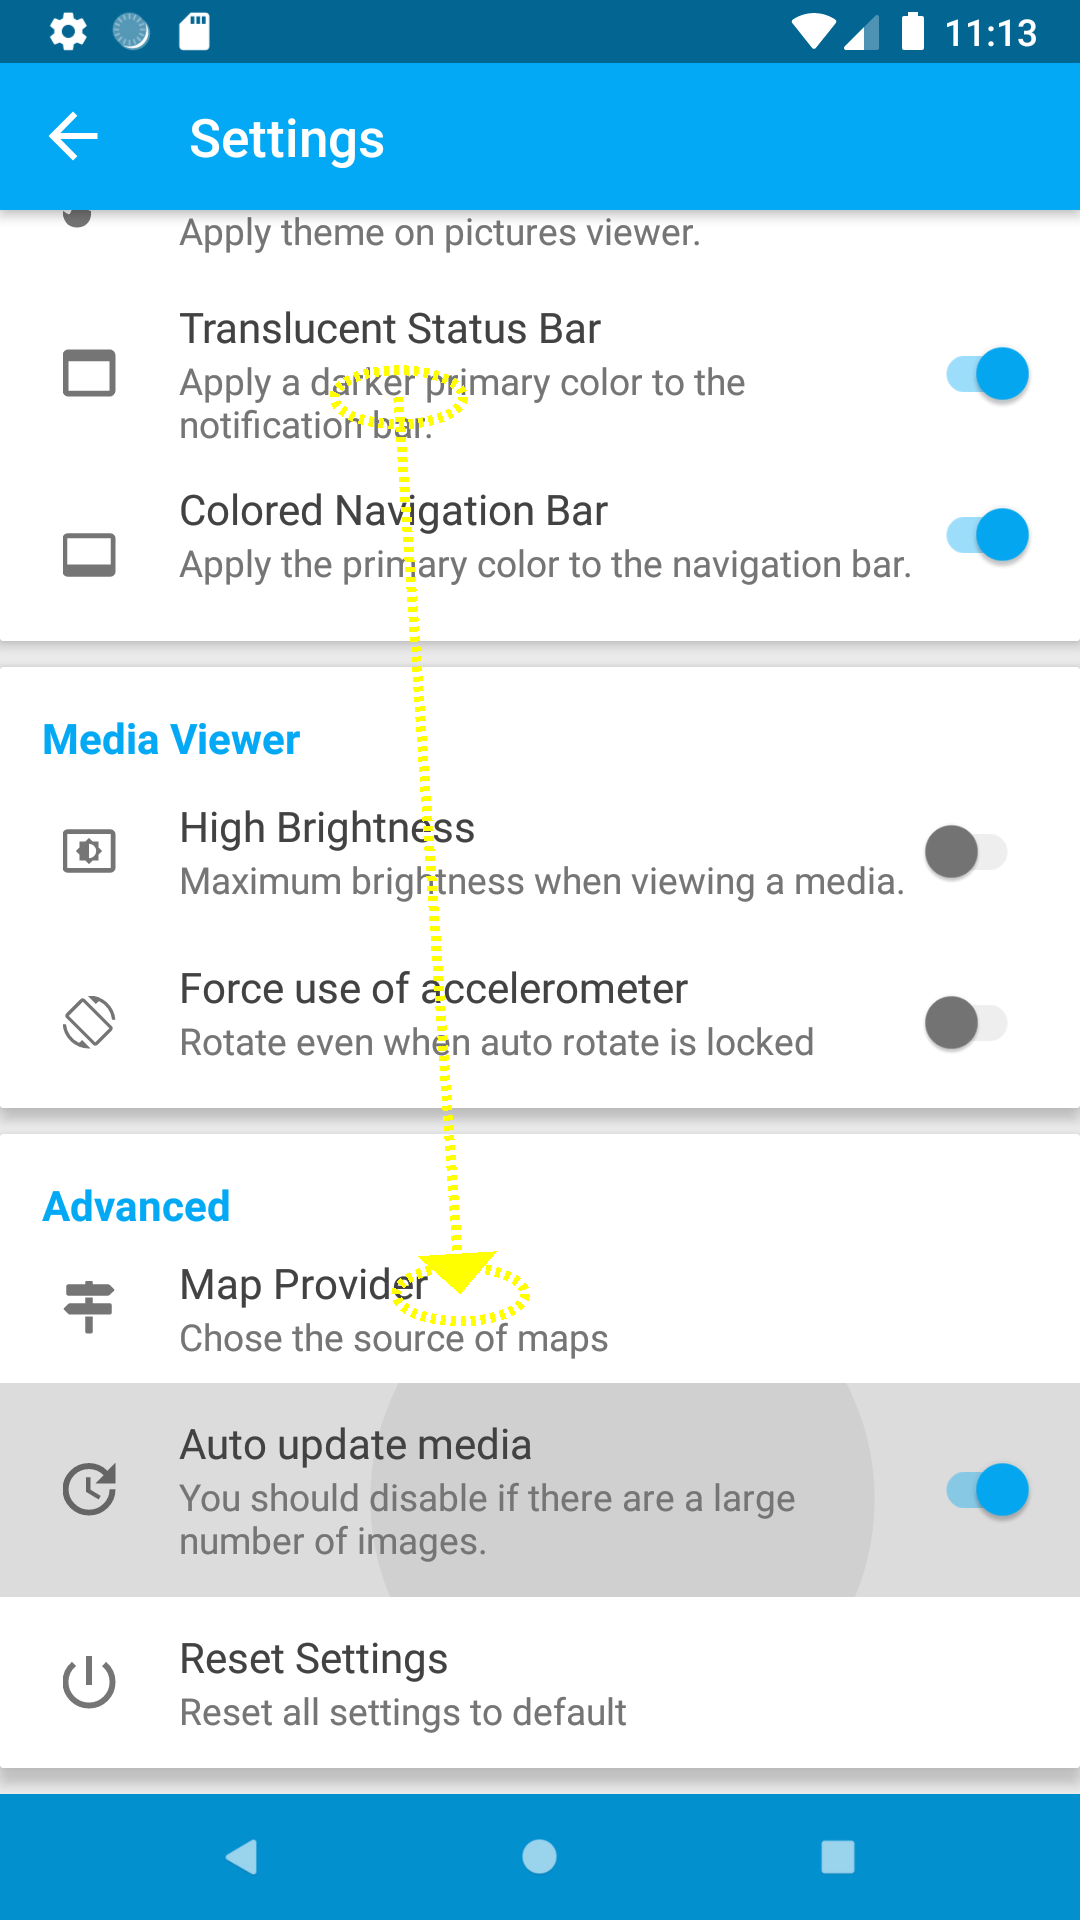 11:13
Settings
Apply theme on pictures viewer.
Translucent Status Bar
Apply a darker primary color to the
notification bar.
Colored Navigation Bar
Apply the primary color to the navigation bar.
Media Viewer
High Brightness
Maximum brightness when viewing a media.
Force use of accelerometer
Rotate even when auto rotate is locked
Advanced
Map Provider
Chose the source of maps
Auto update media
You should disable if there are a large
number of images.
Reset Settings
Reset all settings to default